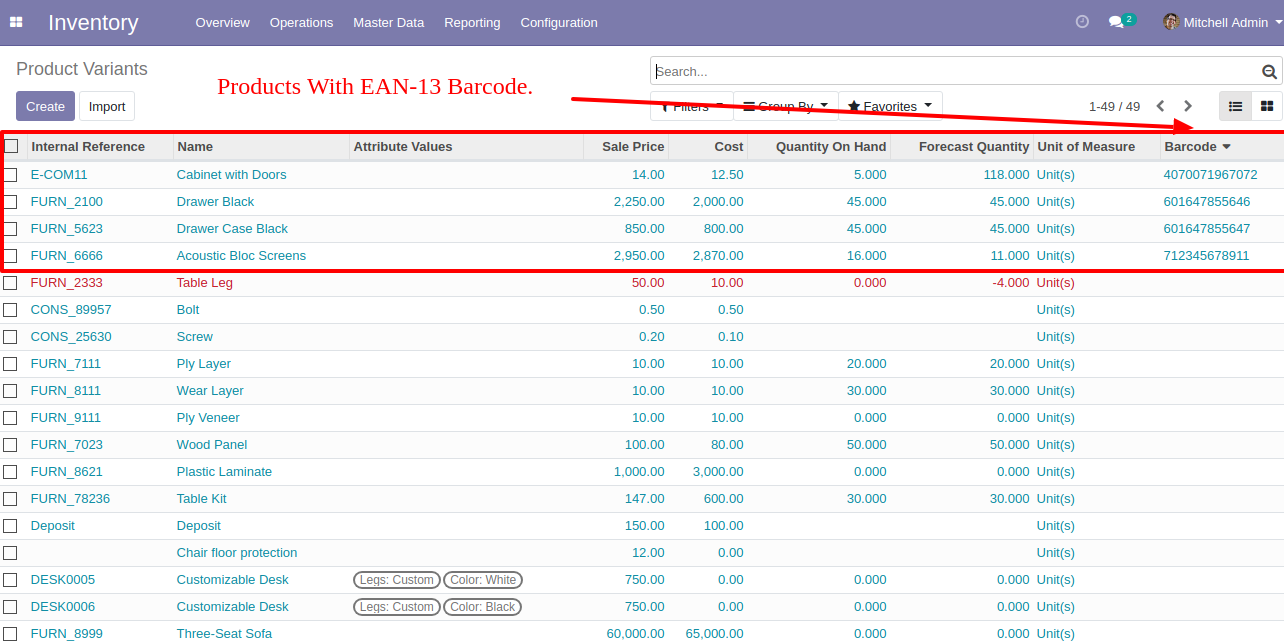 Inventory Overview Operations Master Data Reporting Configuration 2 Mitchell Admin
Product Variants
Search...
Products With EAN-13 Barcode.
Create Import Filters Group By Favorites 1-49 / 49
Internal Reference Name Attribute Values Sale Price Cost Quantity On Hand Forecast Quantity Unit of Measure Barcode
E-COM11 Cabinet with Doors 14.00 12.50 5.000 118.000 Unit(s) 4070071967072
FURN_2100 Drawer Black 2,250.00 2,000.00 45.000 45.000 Unit(s) 601647855646
FURN_5623 Drawer Case Black 850.00 800.00 45.000 45.000 Unit(s) 601647855647
FURN_6666 Acoustic Bloc Screens 2,950.00 2,870.00 16.000 11.000 Unit(s) 712345678911
FURN_2333 Table Leg 50.00 10.00 0.000 -4.000 Unit(s)
CONS_89957 Bolt 0.50 0.50 Unit(s)
CONS_25630 Screw 0.20 0.10 Unit(s)
FURN_7111 Ply Layer 10.00 10.00 20.000 20.000 Unit(s)
FURN_8111 Wear Layer 10.00 10.00 30.000 30.000 Unit(s)
FURN_9111 Ply Veneer 10.00 10.00 0.000 0.000 Unit(s)
FURN_7023 Wood Panel 100.00 80.00 50.000 50.000 Unit(s)
FURN_8621 Plastic Laminate 1,000.00 3,000.00 0.000 0.000 Unit(s)
FURN_78236 Table Kit 147.00 600.00 30.000 30.000 Unit(s)
Deposit Deposit 150.00 100.00 Unit(s)
Chair floor protection 12.00 0.00 Unit(s)
DESK0005 Customizable Desk Legs: Custom Color: White 750.00 0.00 0.000 0.000 Unit(s)
DESK0006 Customizable Desk Legs: Custom Color: Black 750.00 0.00 0.000 0.000 Unit(s)
FURN_8999 Three-Seat Sofa 60,000.00 65,000.00 0.000 0.000 Unit(s)